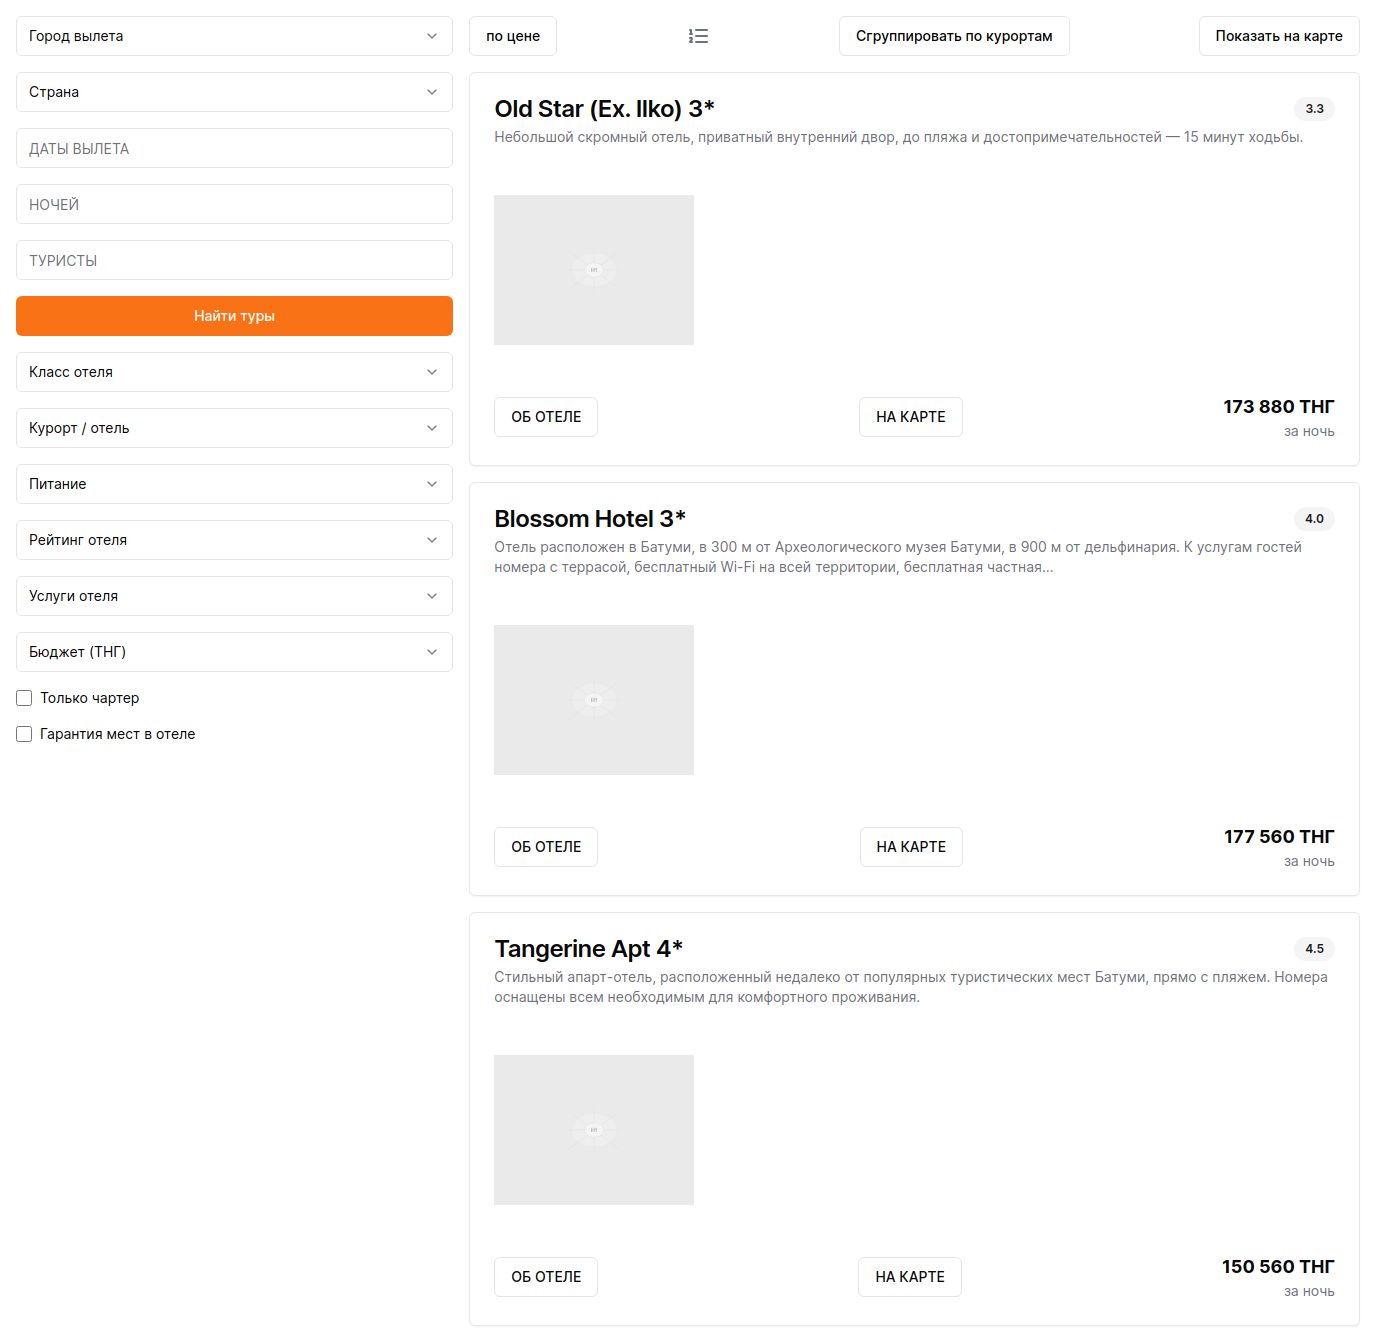 Город вылета
Страна
ДАТЫ ВЫЛЕТА
НОЧЕЙ
ТУРИСТЫ
Найти туры
Класс отеля
Курорт / отель
Питание
Рейтинг отеля
Услуги отеля
Бюджет (ТНГ)
Только чартер
Гарантия мест в отеле
по цене
Сгруппировать по курортам
Показать на карте
Old Star (Ex. Ilko) 3*
3.3
Небольшой скромный отель, приватный внутренний двор, до пляжа и достопримечательностей — 15 минут ходьбы.
ОБ ОТЕЛЕ
НА КАРТЕ
173 880 ТНГ
за ночь
Blossom Hotel 3*
4.0
Отель расположен в Батуми, в 300 м от Археологического музея Батуми, в 900 м от дельфинария. К услугам гостей
номера с террасой, бесплатный Wi-Fi на всей территории, бесплатная частная...
ОБ ОТЕЛЕ
НА КАРТЕ
177 560 ТНГ
за ночь
Tangerine Apt 4*
4.5
Стильный апарт-отель, расположенный недалеко от популярных туристических мест Батуми, прямо с пляжем. Номера
оснащены всем необходимым для комфортного проживания.
ОБ ОТЕЛЕ
НА КАРТЕ
150 560 ТНГ
за ночь